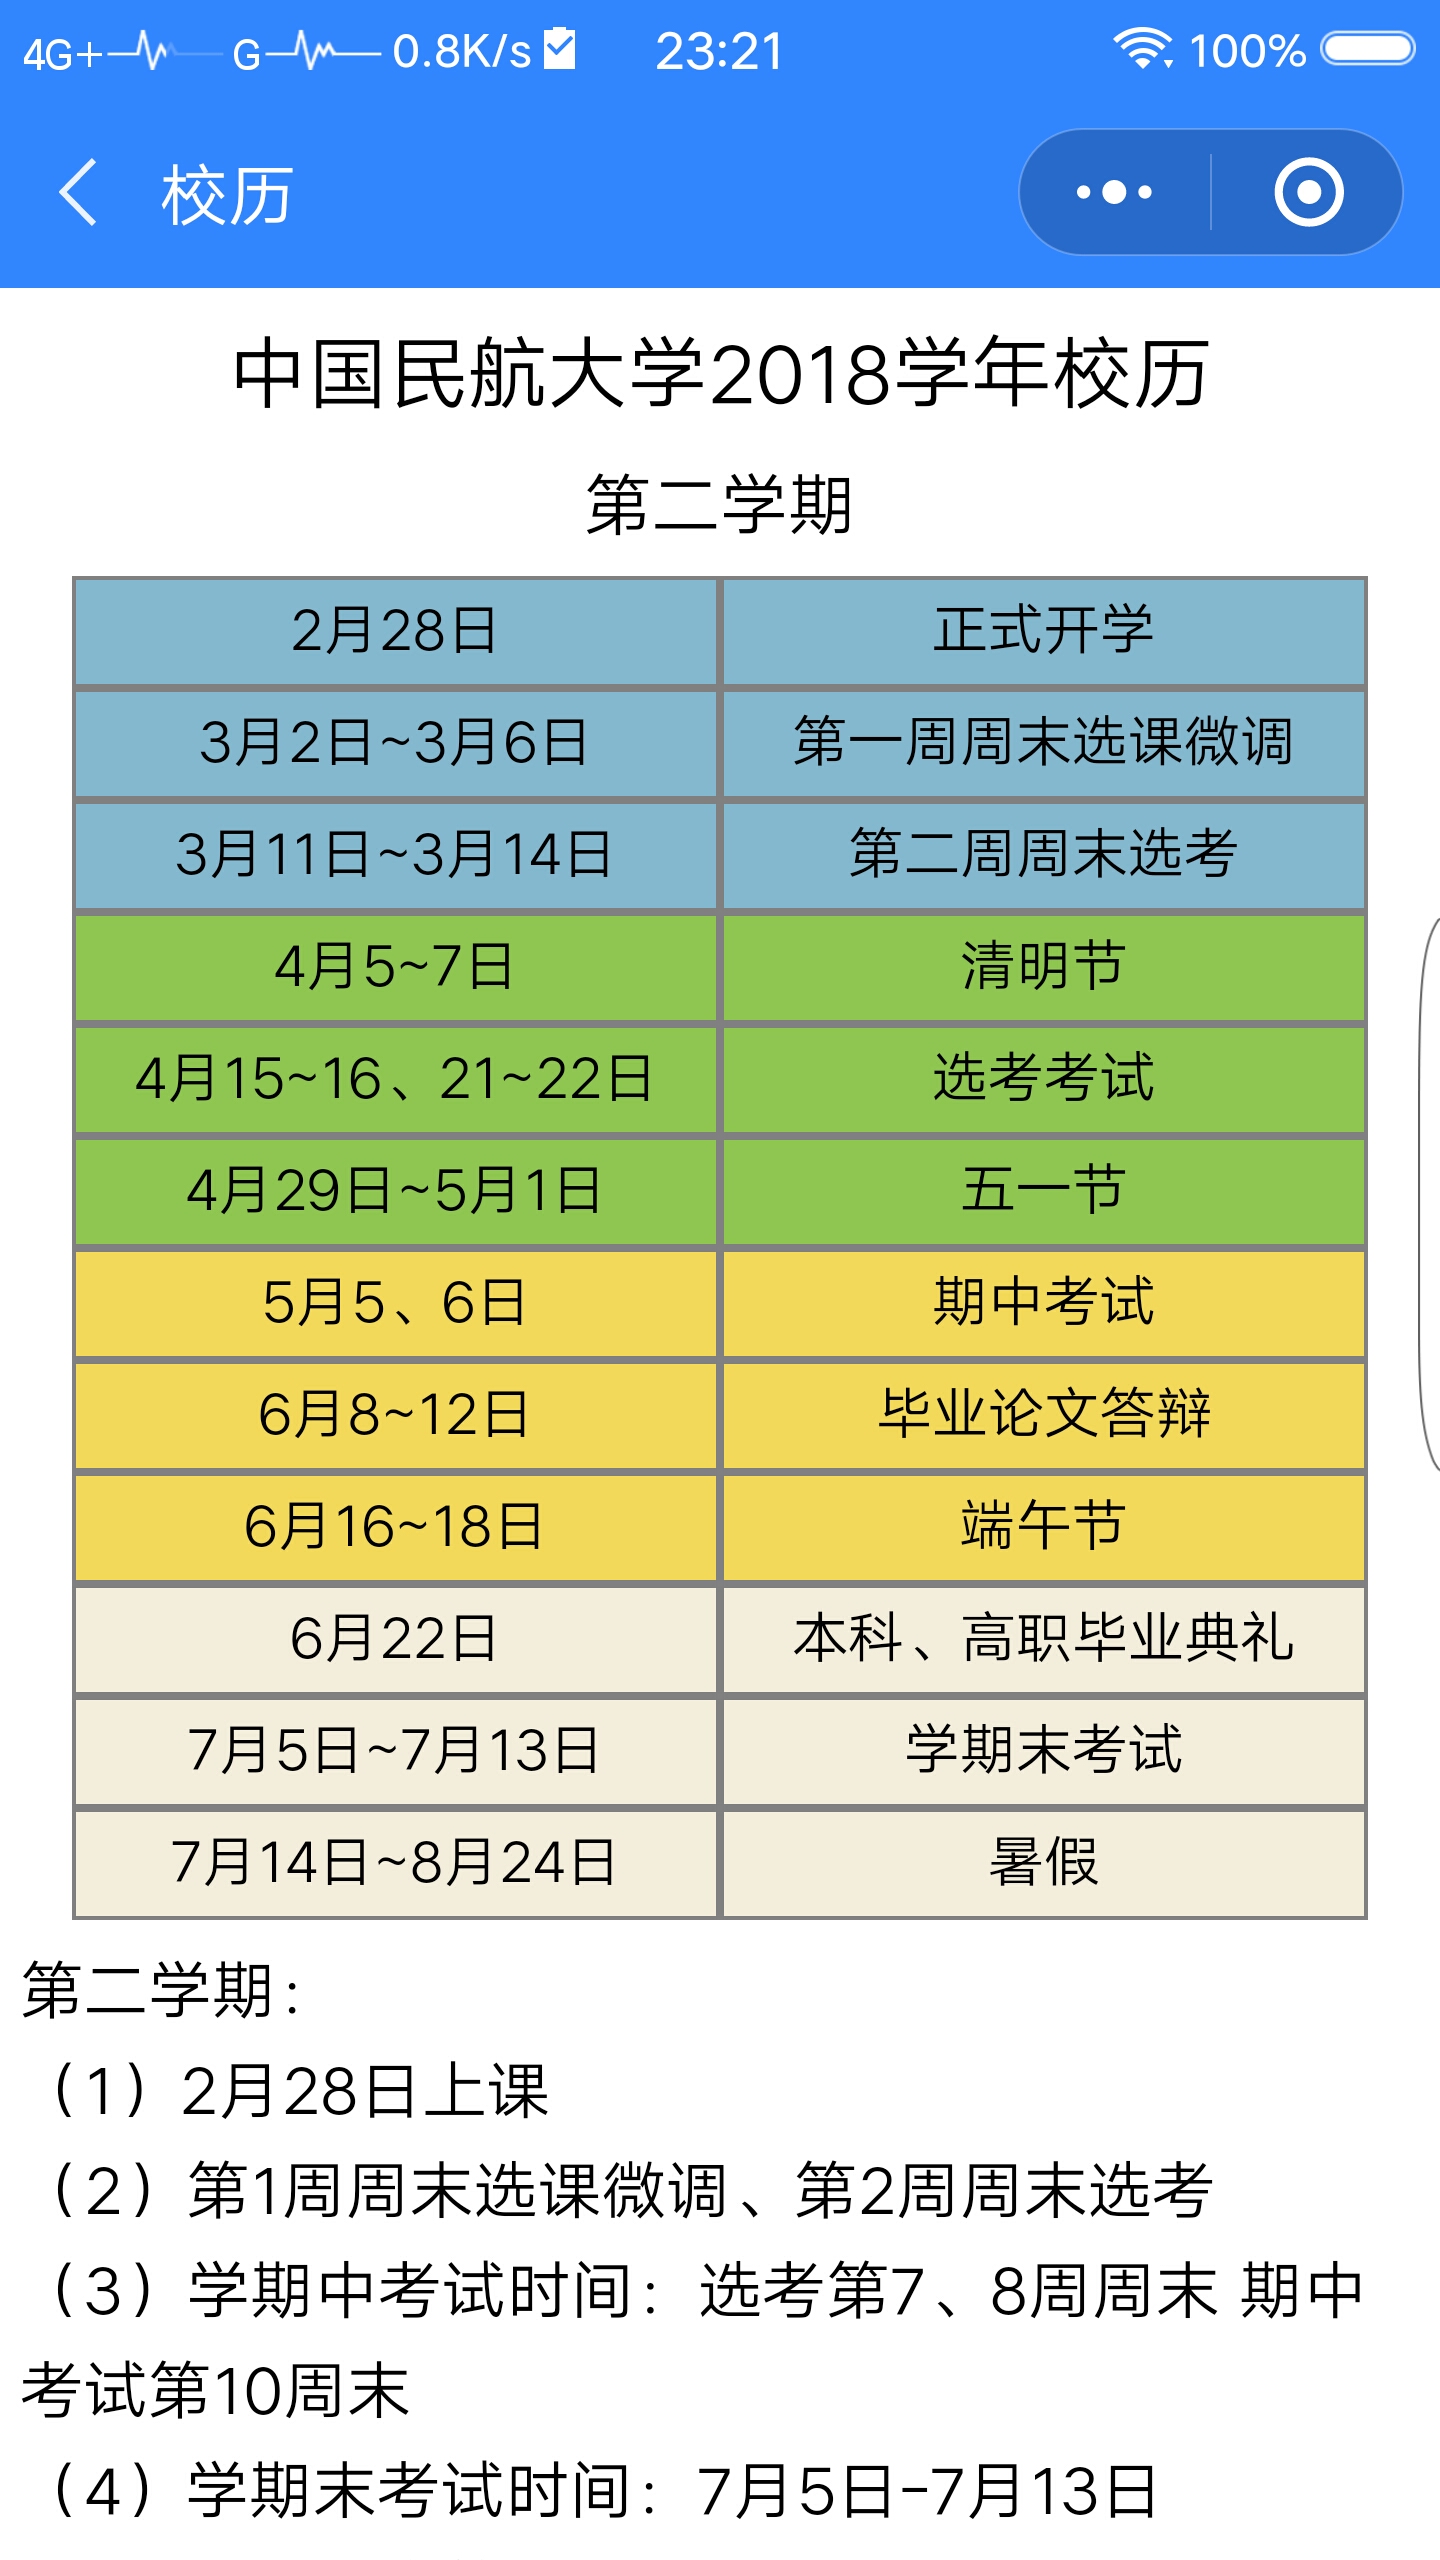 4G+ G 0.8K/s 23:21 100%
校历
中国民航大学2018学年校历
第二学期
2月28日 正式开学
3月2日~3月6日 第一周周末选课微调
3月11日~3月14日 第二周周末选考
4月5~7日 清明节
4月15~16、21~22日 选考考试
4月29日~5月1日 五一节
5月5、6日 期中考试
6月8~12日 毕业论文答辩
6月16~18日 端午节
6月22日 本科、高职毕业典礼
7月5日~7月13日 学期末考试
7月14日~8月24日 暑假
第二学期：
（1）2月28日上课
（2）第1周周末选课微调、第2周周末选考
（3）学期中考试时间：选考第7、8周周末 期中
考试第10周末
（4）学期末考试时间：7月5日-7月13日